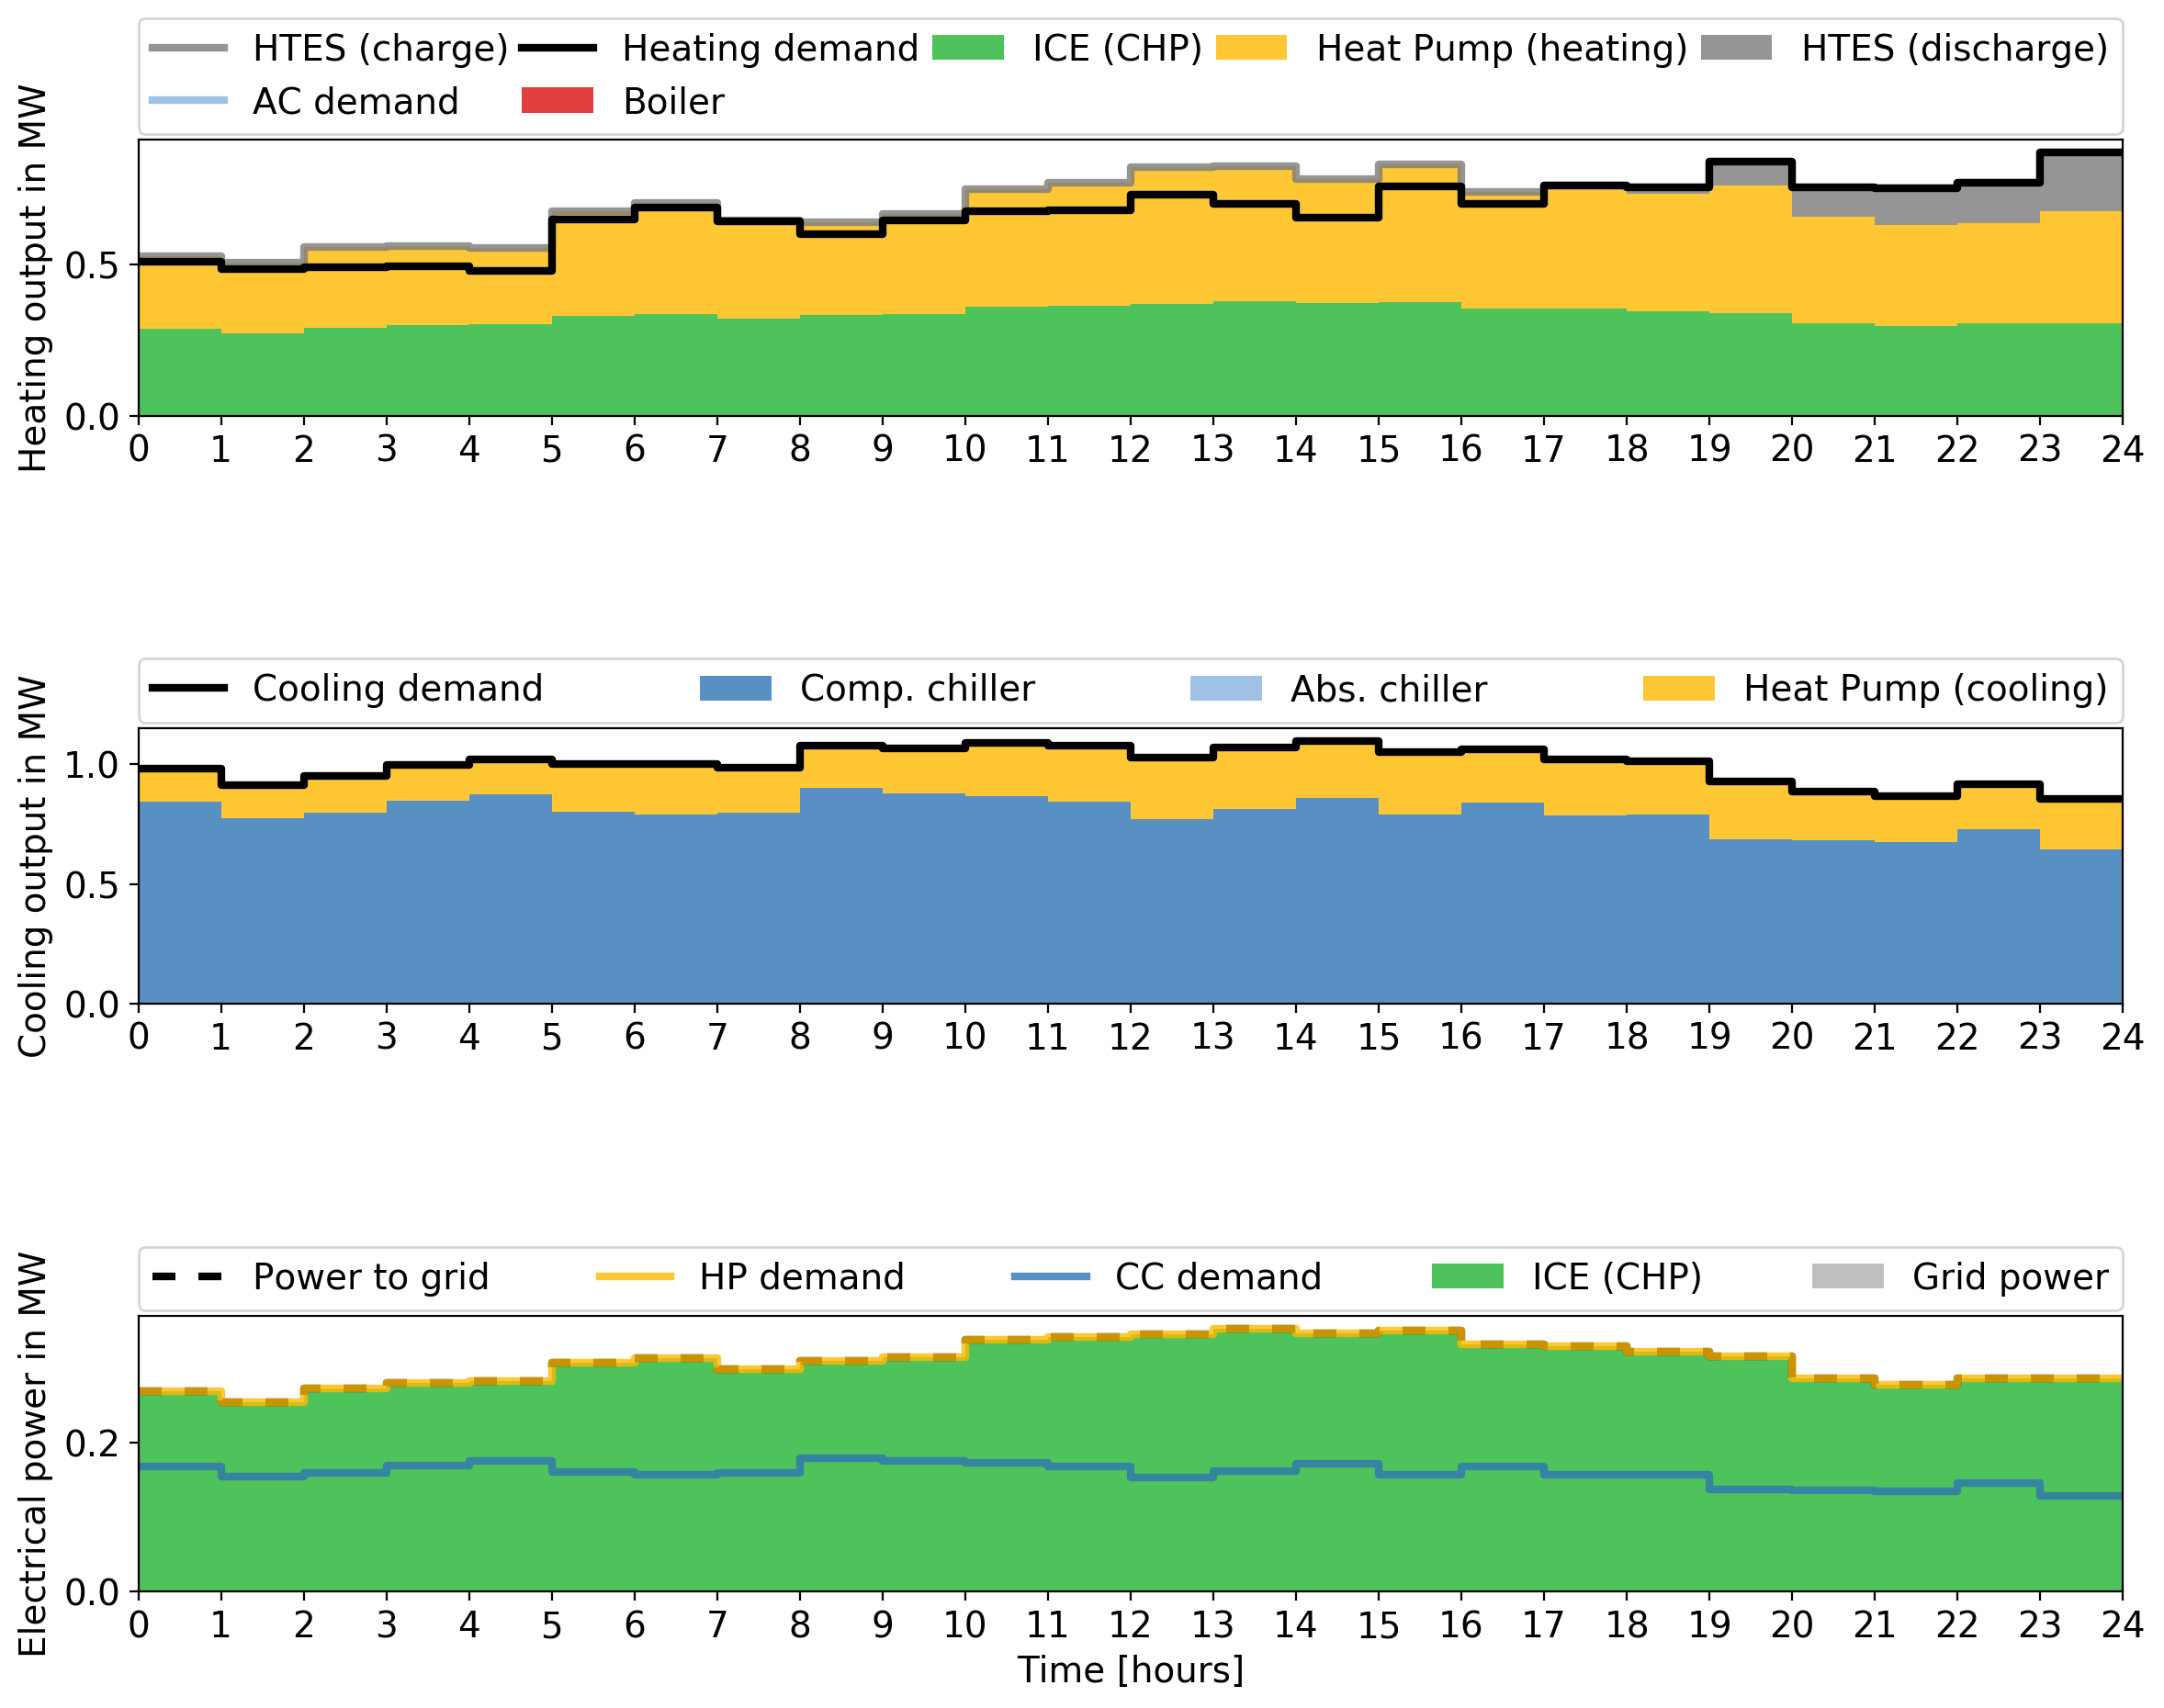 HTES (charge) Heating demand ICE (CHP) Heat Pump (heating) HTES (discharge)
AC demand Boiler
Heating output in MW
0.5
0.0
0 1 2 3 4 5 6 7 8 9 10 11 12 13 14 15 16 17 18 19 20 21 22 23 24
Cooling demand Comp. chiller Abs. chiller Heat Pump (cooling)
Cooling output in MW
1.0
0.5
0.0
0 1 2 3 4 5 6 7 8 9 10 11 12 13 14 15 16 17 18 19 20 21 22 23 24
Power to grid HP demand CC demand ICE (CHP) Grid power
Electrical power in MW
0.2
0.0
0 1 2 3 4 5 6 7 8 9 10 11 12 13 14 15 16 17 18 19 20 21 22 23 24
Time [hours]